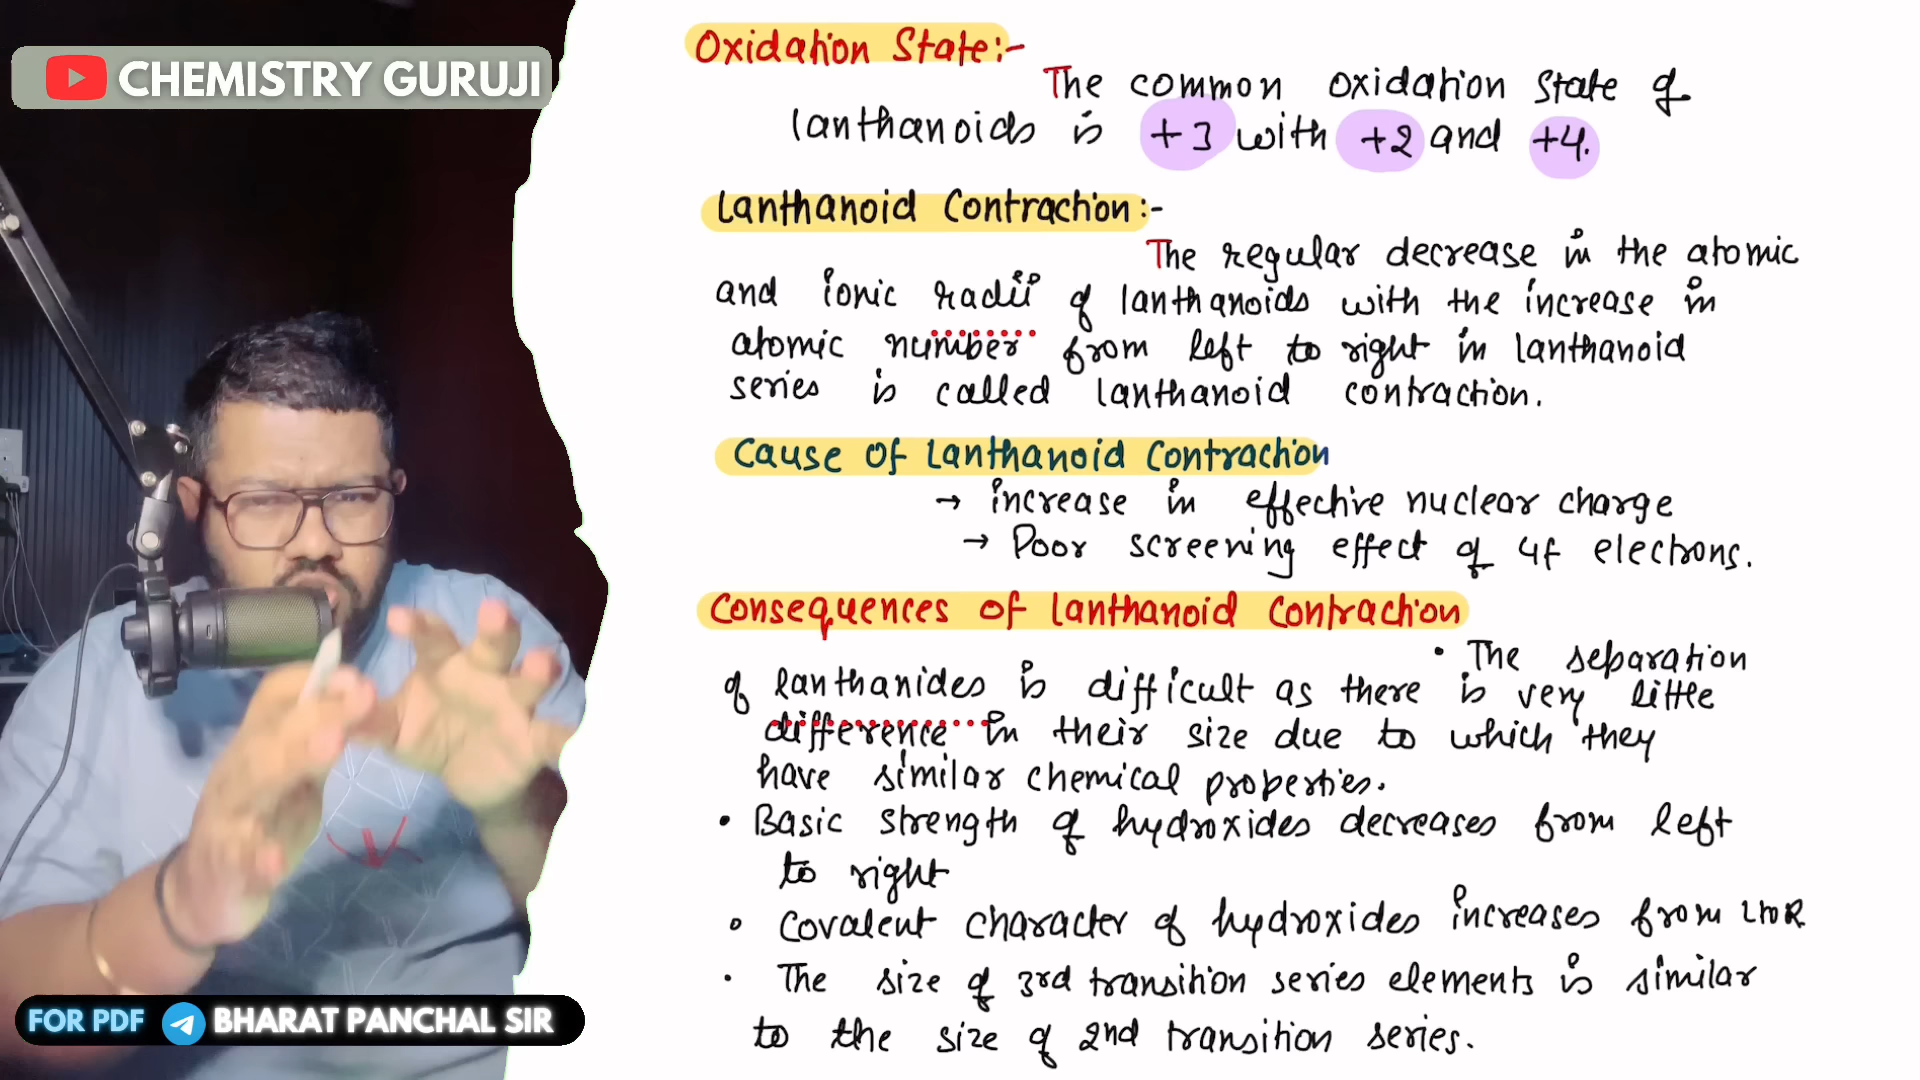 CHEMISTRY GURUJI
Oxidation State:-
The common oxidation state of
lanthanoids is +3 with +2 and +4.
Lanthanoid Contraction:-
The regular decrease in the atomic
and ionic radii of lanthanoids with the increase in
atomic number from left to right in lanthanoid
series is called lanthanoid contraction.
Cause of Lanthanoid Contraction
→ increase in effective nuclear charge
→ Poor screening effect of 4f electrons.
Consequences of Lanthanoid Contraction
• The separation
of lanthanides is difficult as there is very little
difference in their size due to which they
have similar chemical properties.
• Basic strength of hydroxides decreases from left
to right
• Covalent character of hydroxides increases from L to R
• The size of 3rd transition series elements is similar
to the size of 2nd transition series.
FOR PDF BHARAT PANCHAL SIR